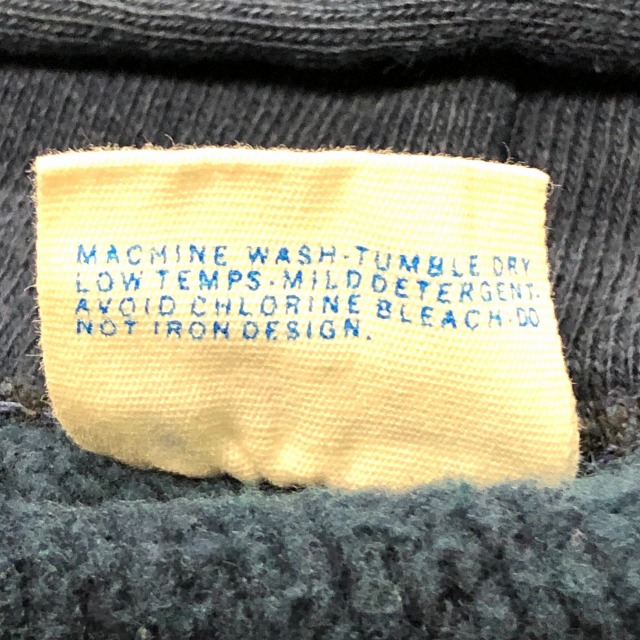 MACHINE WASH-TUMBLE DRY
LOW TEMPS-MILD DETERGENT-
AVOID CHLORINE BLEACH-DO
NOT IRON DESIGN.